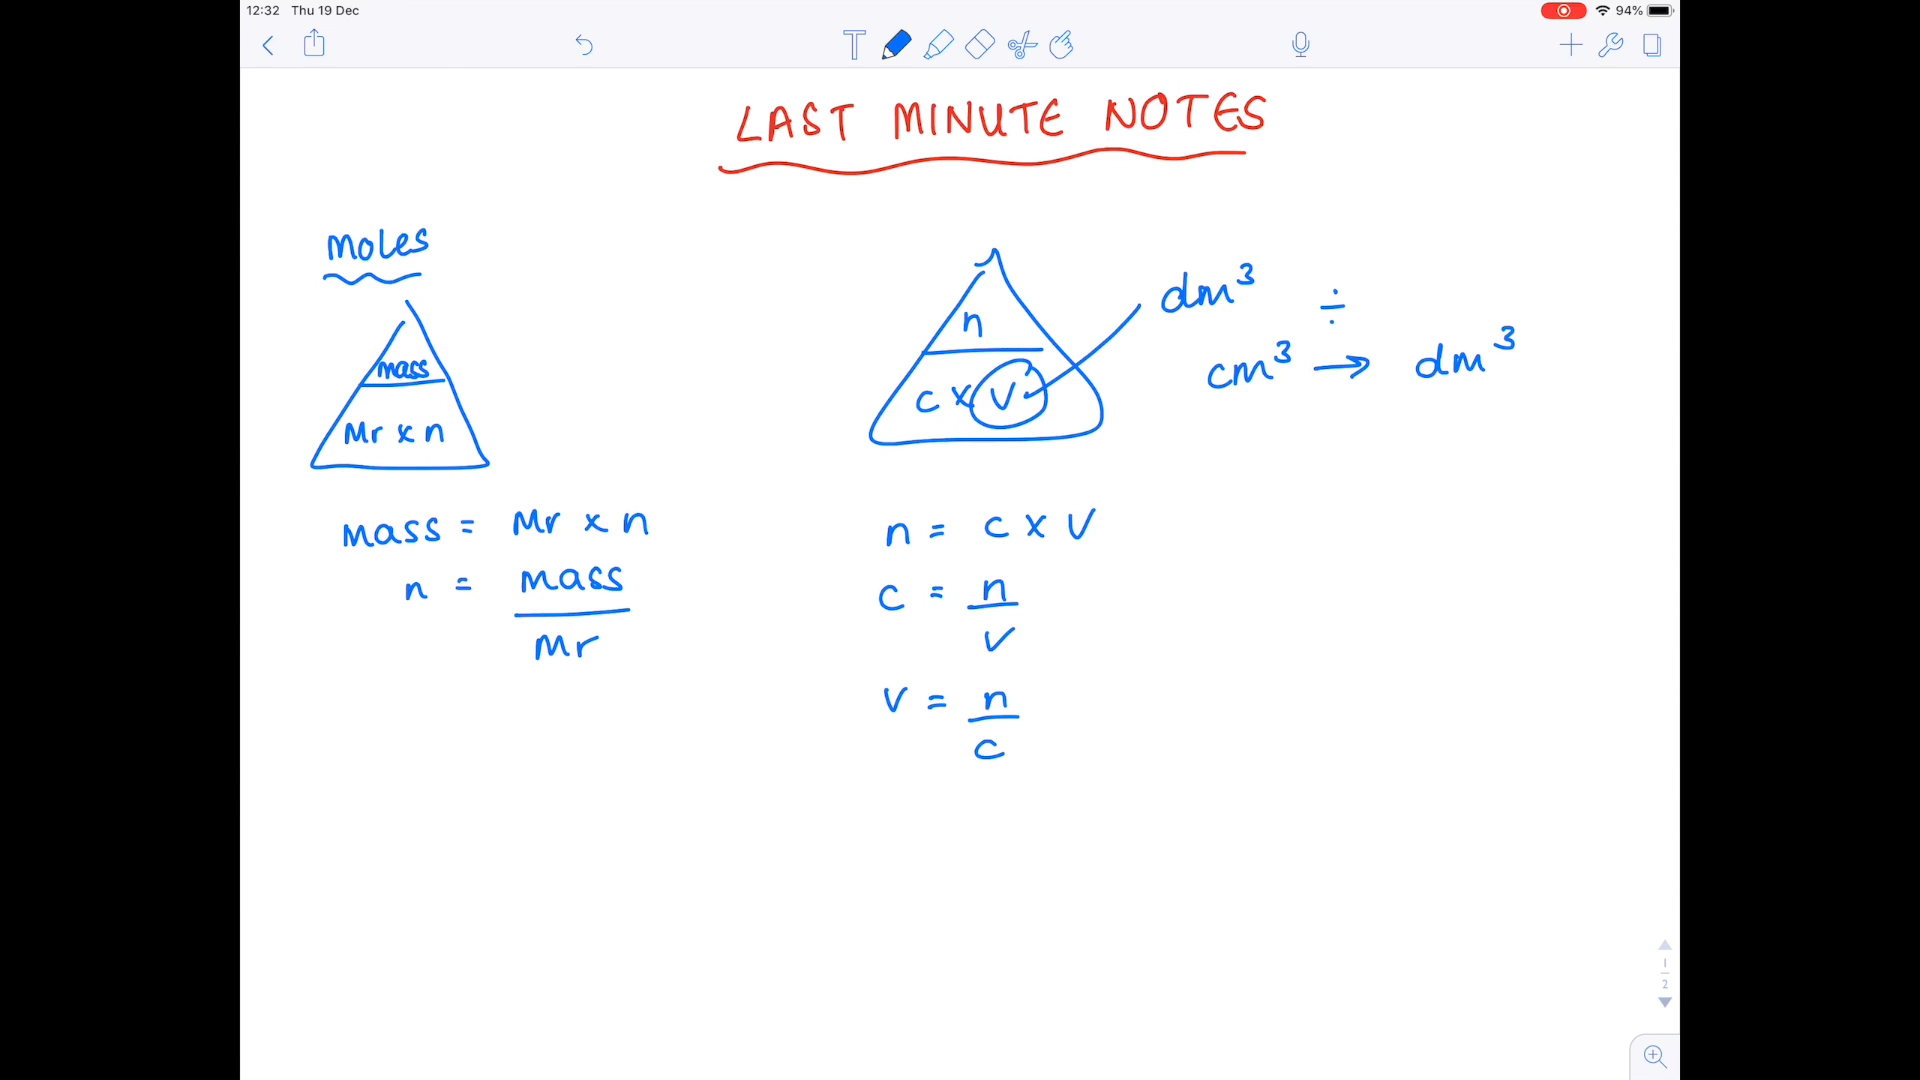 12:32 Thu 19 Dec
94%
LAST MINUTE NOTES
moles
mass
Mr x n
mass = Mr x n
n = mass
Mr
n
c x V
dm³
÷
cm³ → dm³
n = c x V
c = n
V
V = n
c
1
2